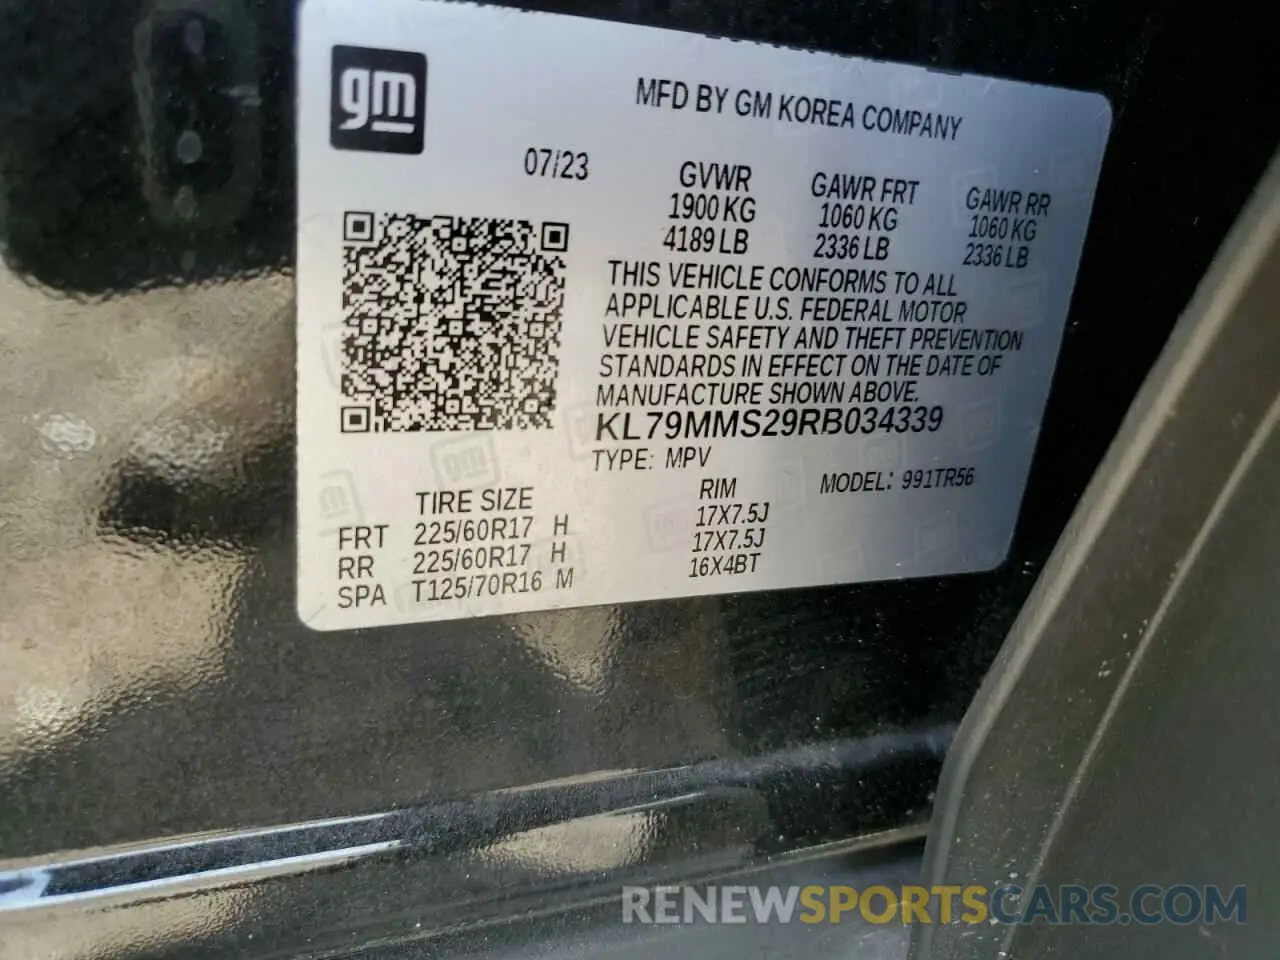 gm
MFD BY GM KOREA COMPANY
07/23
GVWR GAWR FRT GAWR RR
1900 KG 1060 KG 1060 KG
4189 LB 2336 LB 2336 LB
THIS VEHICLE CONFORMS TO ALL
APPLICABLE U.S. FEDERAL MOTOR
VEHICLE SAFETY AND THEFT PREVENTION
STANDARDS IN EFFECT ON THE DATE OF
MANUFACTURE SHOWN ABOVE.
KL79MMS29RB034339
TYPE: MPV MODEL: 991TR56
TIRE SIZE RIM
FRT 225/60R17 H 17X7.5J
RR 225/60R17 H 17X7.5J
SPA T125/70R16 M 16X4BT
RENEWSPORTSCARS.COM